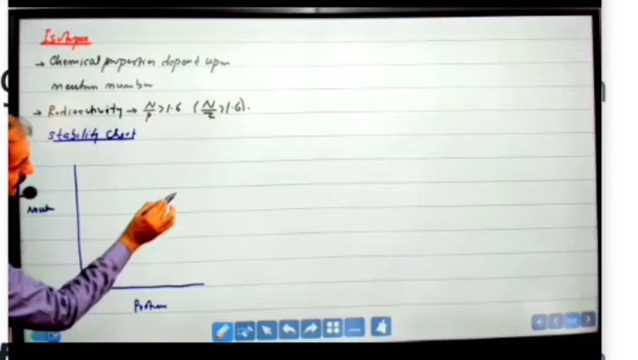 Isotopes
→ Chemical properties depend upon
neutron number
→ Radioactivity → N/P > 1.6 (N/Z > 1.6).
stability chart
Neutron
Proton